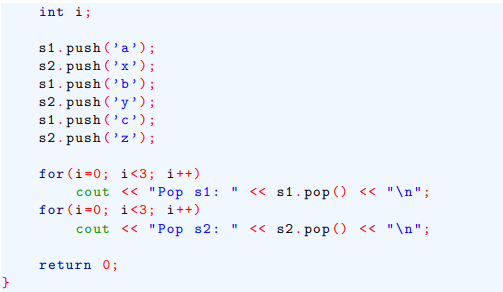 int i;
s1.push('a');
s2.push('x');
s1.push('b');
s2.push('y');
s1.push('c');
s2.push('z');
for(i=0; i<3; i++)
cout << "Pop s1: " << s1.pop() << "\n";
for(i=0; i<3; i++)
cout << "Pop s2: " << s2.pop() << "\n";
return 0;
}